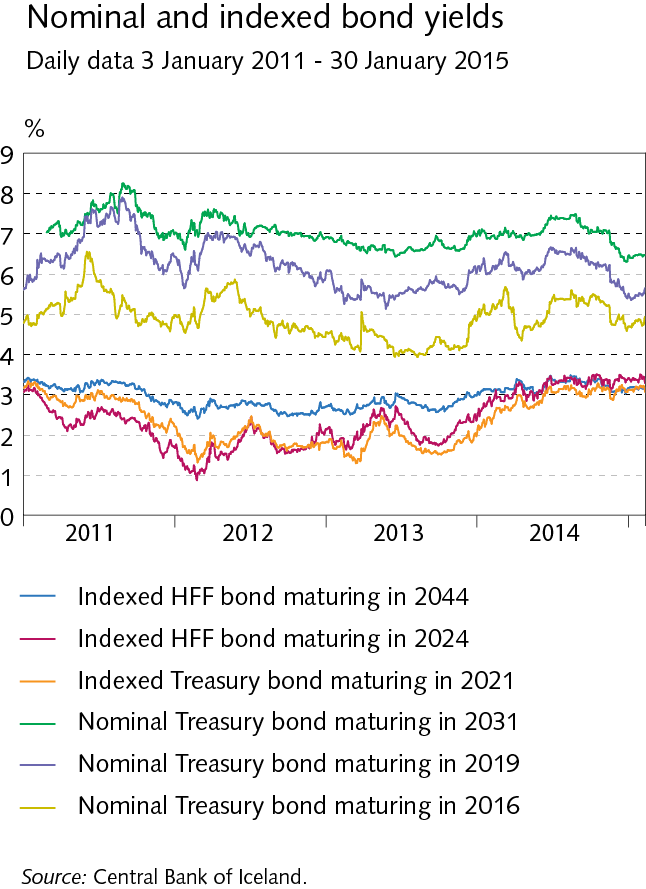 Nominal and indexed bond yields
Daily data 3 January 2011 - 30 January 2015
%
9
8
7
6
5
4
3
2
1
0
2011 2012 2013 2014
Indexed HFF bond maturing in 2044
Indexed HFF bond maturing in 2024
Indexed Treasury bond maturing in 2021
Nominal Treasury bond maturing in 2031
Nominal Treasury bond maturing in 2019
Nominal Treasury bond maturing in 2016
Source: Central Bank of Iceland.